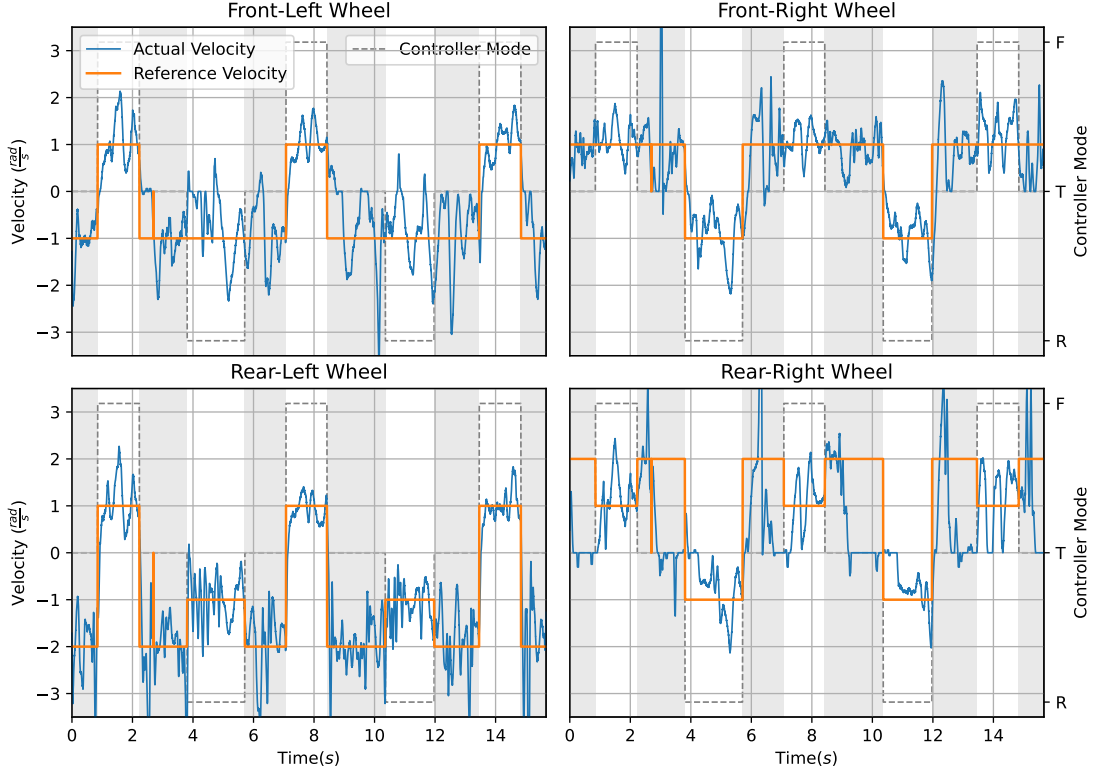 Front-Left Wheel
Front-Right Wheel
Actual Velocity
Reference Velocity
Controller Mode
3
2
1
0
−1
−2
−3
Velocity (rad/s)
F
T
R
Controller Mode
Rear-Left Wheel
Rear-Right Wheel
3
2
1
0
−1
−2
−3
Velocity (rad/s)
F
T
R
Controller Mode
0 2 4 6 8 10 12 14
0 2 4 6 8 10 12 14
Time(s)
Time(s)